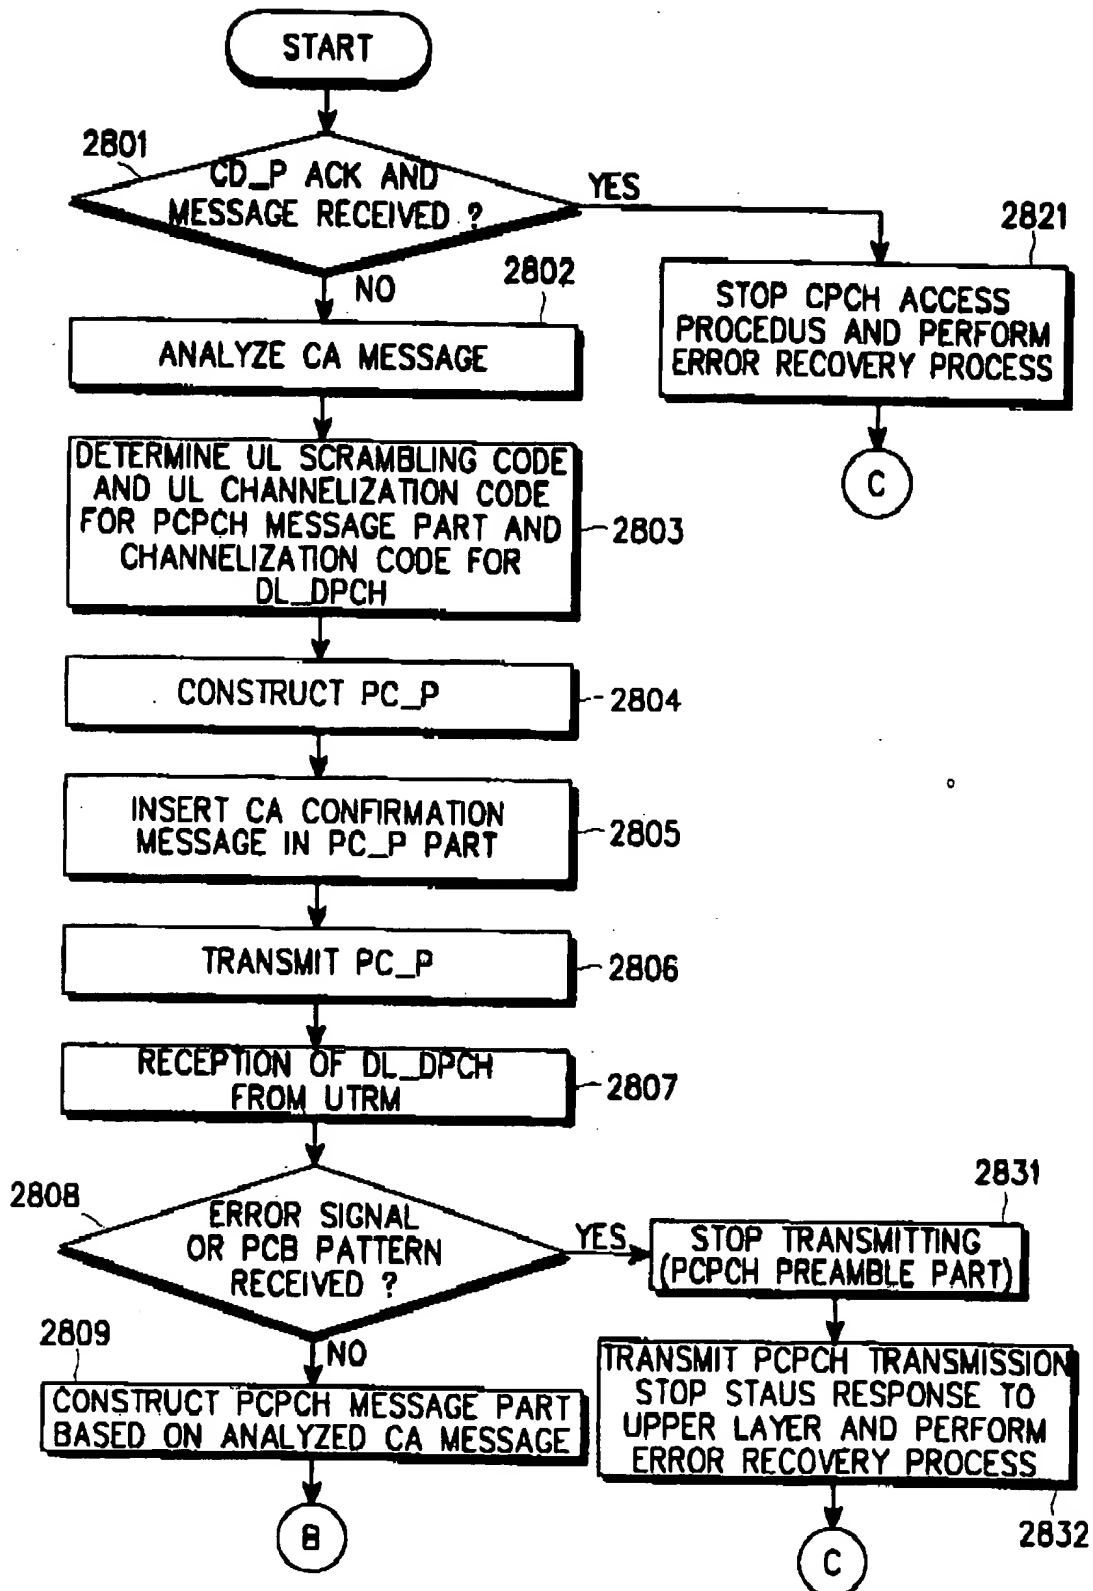 START
2801
CD_P ACK AND
MESSAGE RECEIVED ?
YES
NO
2821
STOP CPCH ACCESS
PROCEDUS AND PERFORM
ERROR RECOVERY PROCESS
C
2802
ANALYZE CA MESSAGE
DETERMINE UL SCRAMBLING CODE
AND UL CHANNELIZATION CODE
FOR PCPCH MESSAGE PART AND
CHANNELIZATION CODE FOR
DL_DPCH
2803
CONSTRUCT PC_P
2804
INSERT CA CONFIRMATION
MESSAGE IN PC_P PART
2805
TRANSMIT PC_P
2806
RECEPTION OF DL_DPCH
FROM UTRM
2807
2808
ERROR SIGNAL
OR PCB PATTERN
RECEIVED ?
YES
NO
2831
STOP TRANSMITTING
(PCPCH PREAMBLE PART)
TRANSMIT PCPCH TRANSMISSION
STOP STAUS RESPONSE TO
UPPER LAYER AND PERFORM
ERROR RECOVERY PROCESS
2832
C
2809
CONSTRUCT PCPCH MESSAGE PART
BASED ON ANALYZED CA MESSAGE
B